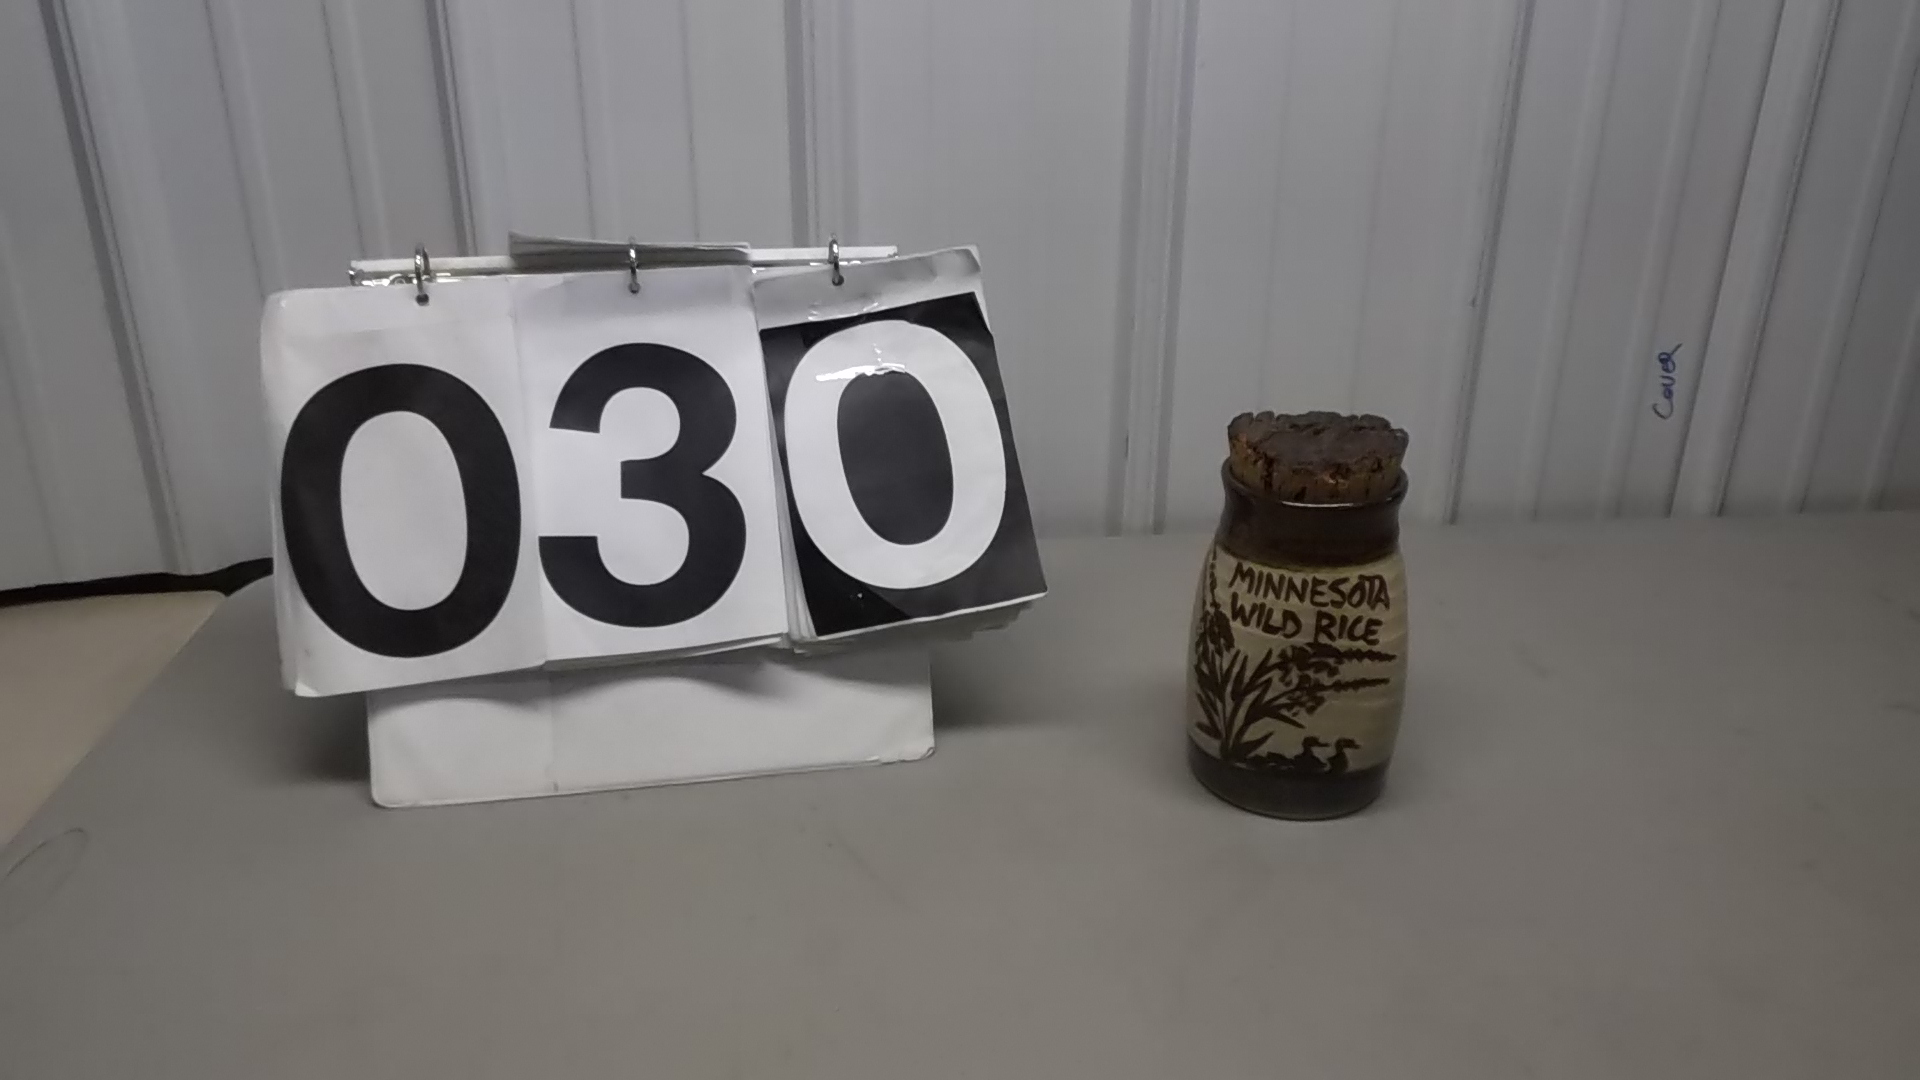 030
MINNESOTA
WILD RICE
Cover